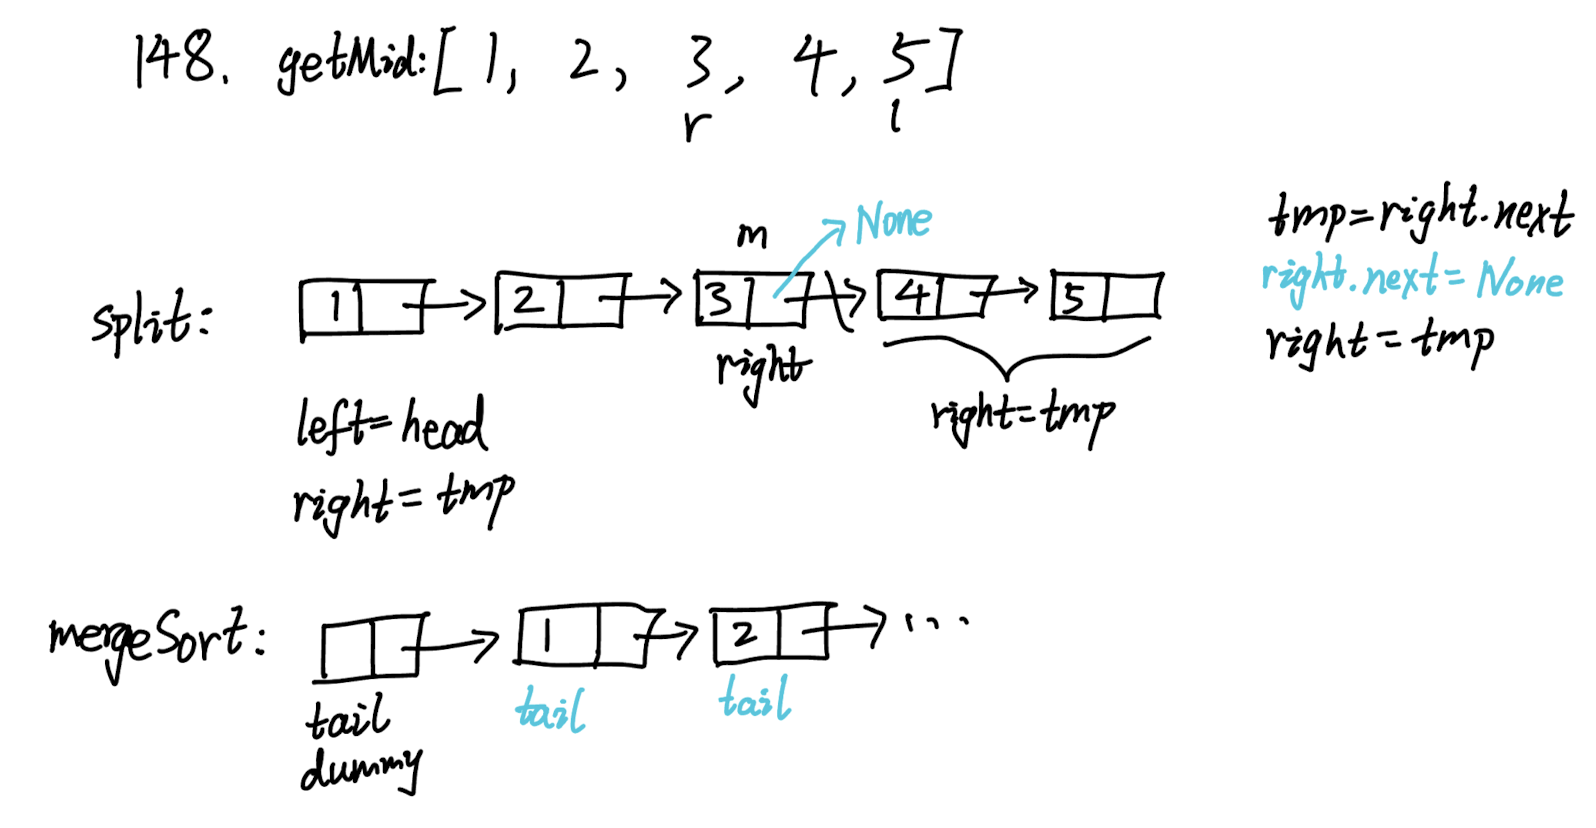 148. getMid: [ 1, 2, 3, 4, 5 ]
r l
m None
split: 1 2 3 4 5
right
left = head
right = tmp
right = tmp
tmp = right.next
right.next = None
right = tmp
mergeSort: 1 2 ...
tail tail tail
dummy